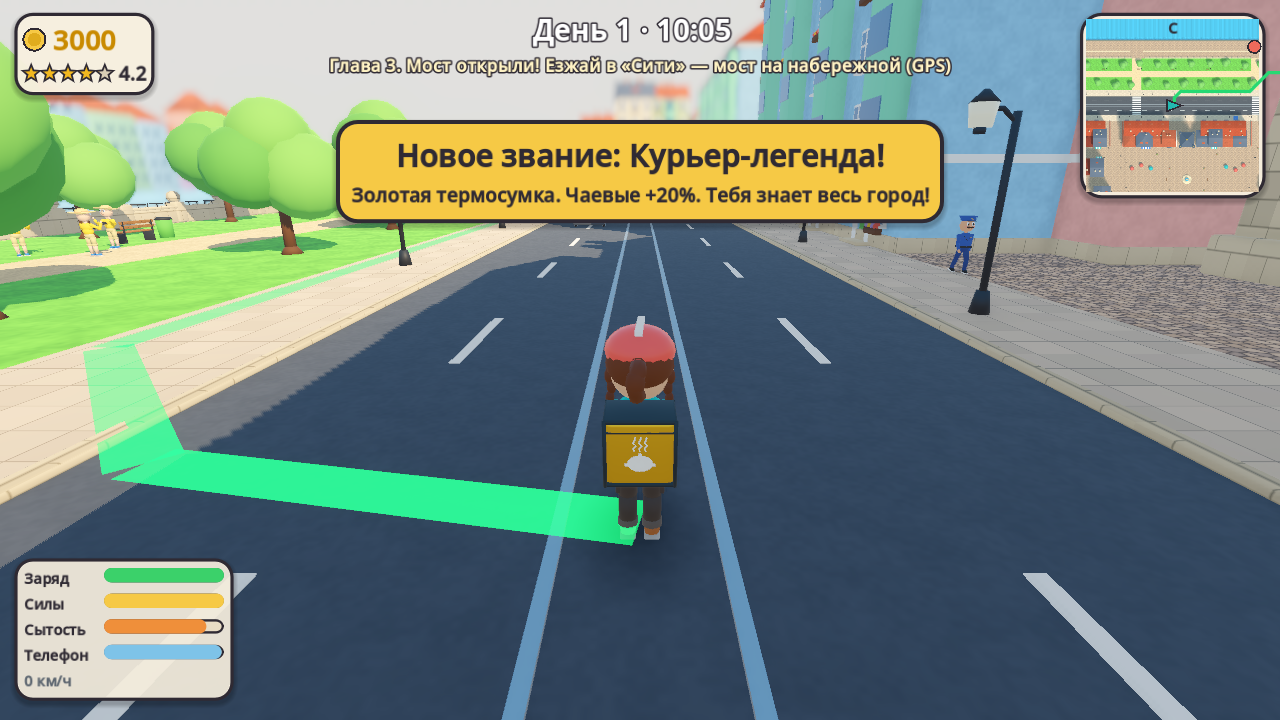 3000
4.2
День 1 · 10:05
Глава 3. Мост открыли! Езжай в «Сити» — мост на набережной (GPS)
С
Новое звание: Курьер-легенда!
Золотая термосумка. Чаевые +20%. Тебя знает весь город!
Заряд
Силы
Сытость
Телефон
0 км/ч